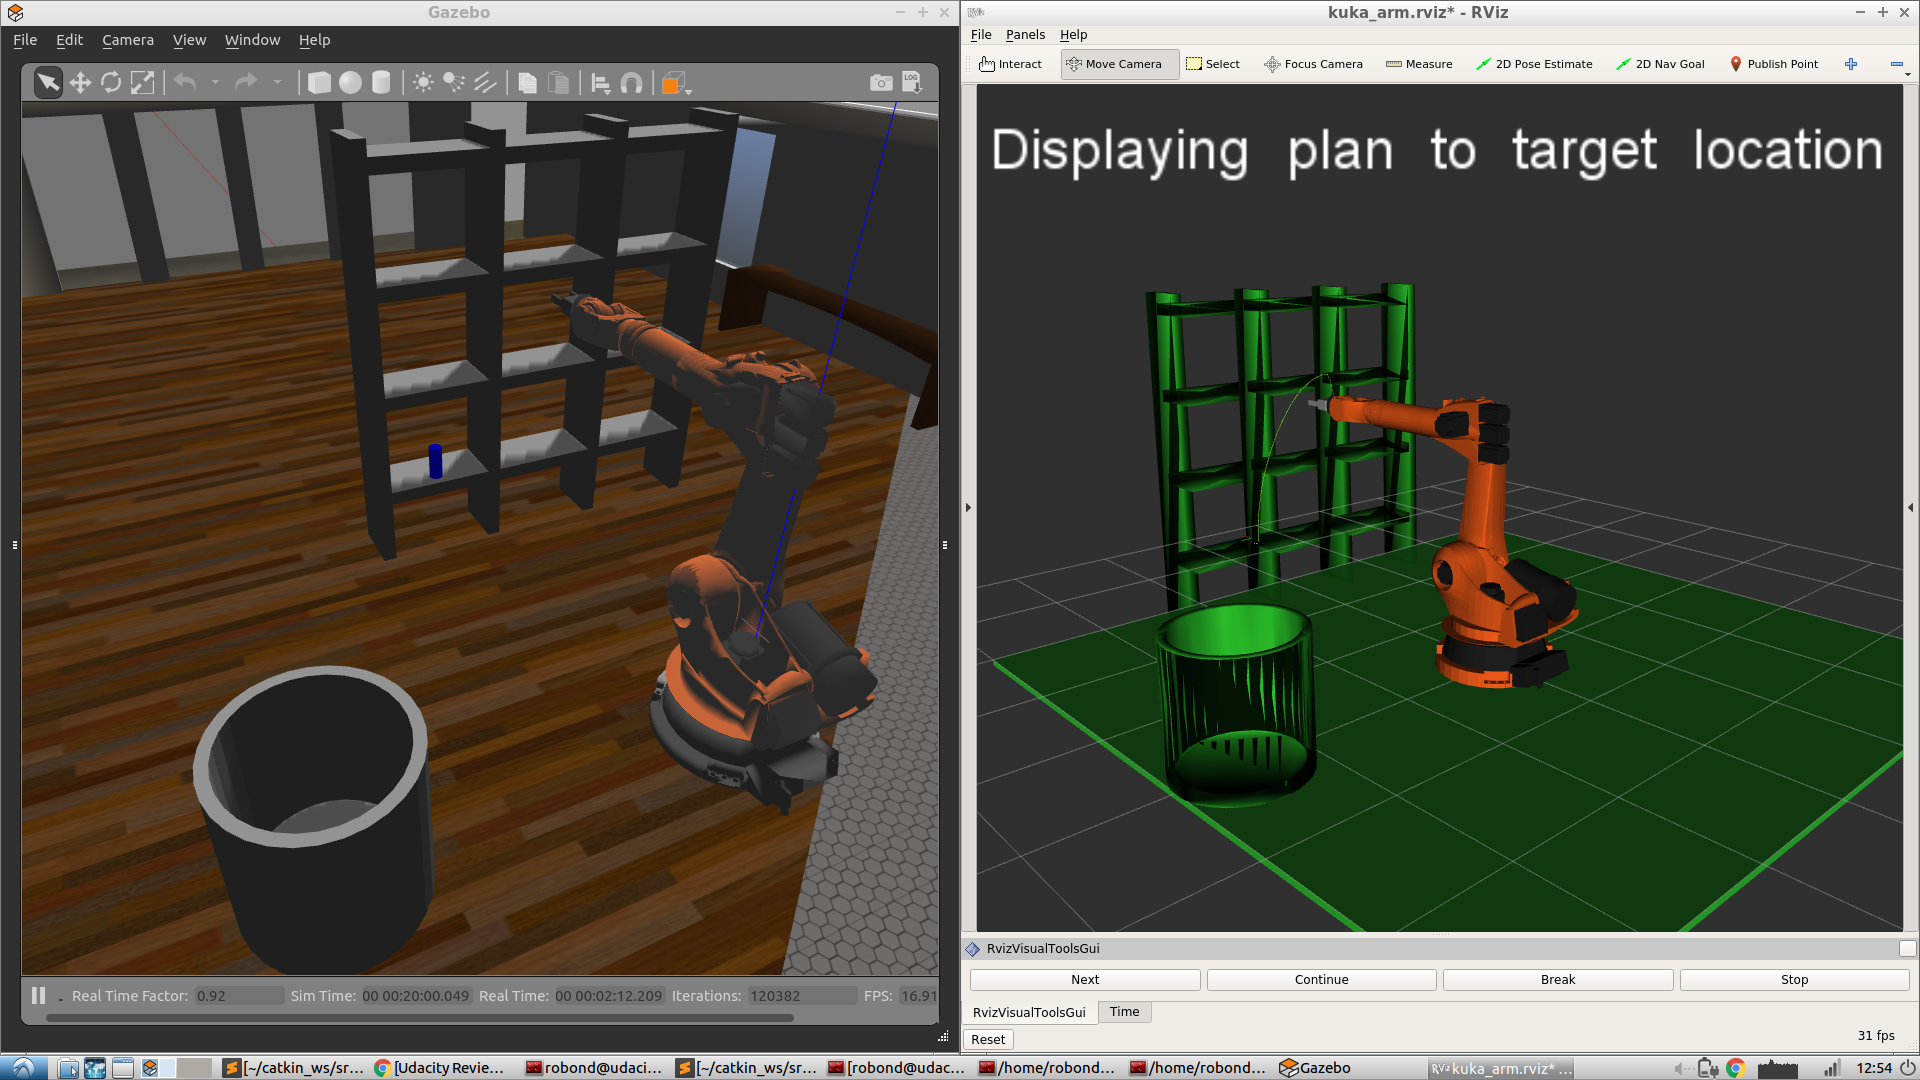 Gazebo
File Edit Camera View Window Help
LOG
Real Time Factor: 0.92 Sim Time: 00 00:20:00.049 Real Time: 00 00:02:12.209 Iterations: 120382 FPS: 16.91
kuka_arm.rviz* - RViz
File Panels Help
Interact Move Camera Select Focus Camera Measure 2D Pose Estimate 2D Nav Goal Publish Point
Displaying plan to target location
RvizVisualToolsGui
Next Continue Break Stop
RvizVisualToolsGui Time
Reset 31 fps
[~/catkin_ws/sr... [Udacity Revie... robond@udaci... [~/catkin_ws/sr... [robond@udac... /home/robond... /home/robond... Gazebo kuka_arm.rviz* ... 12:54